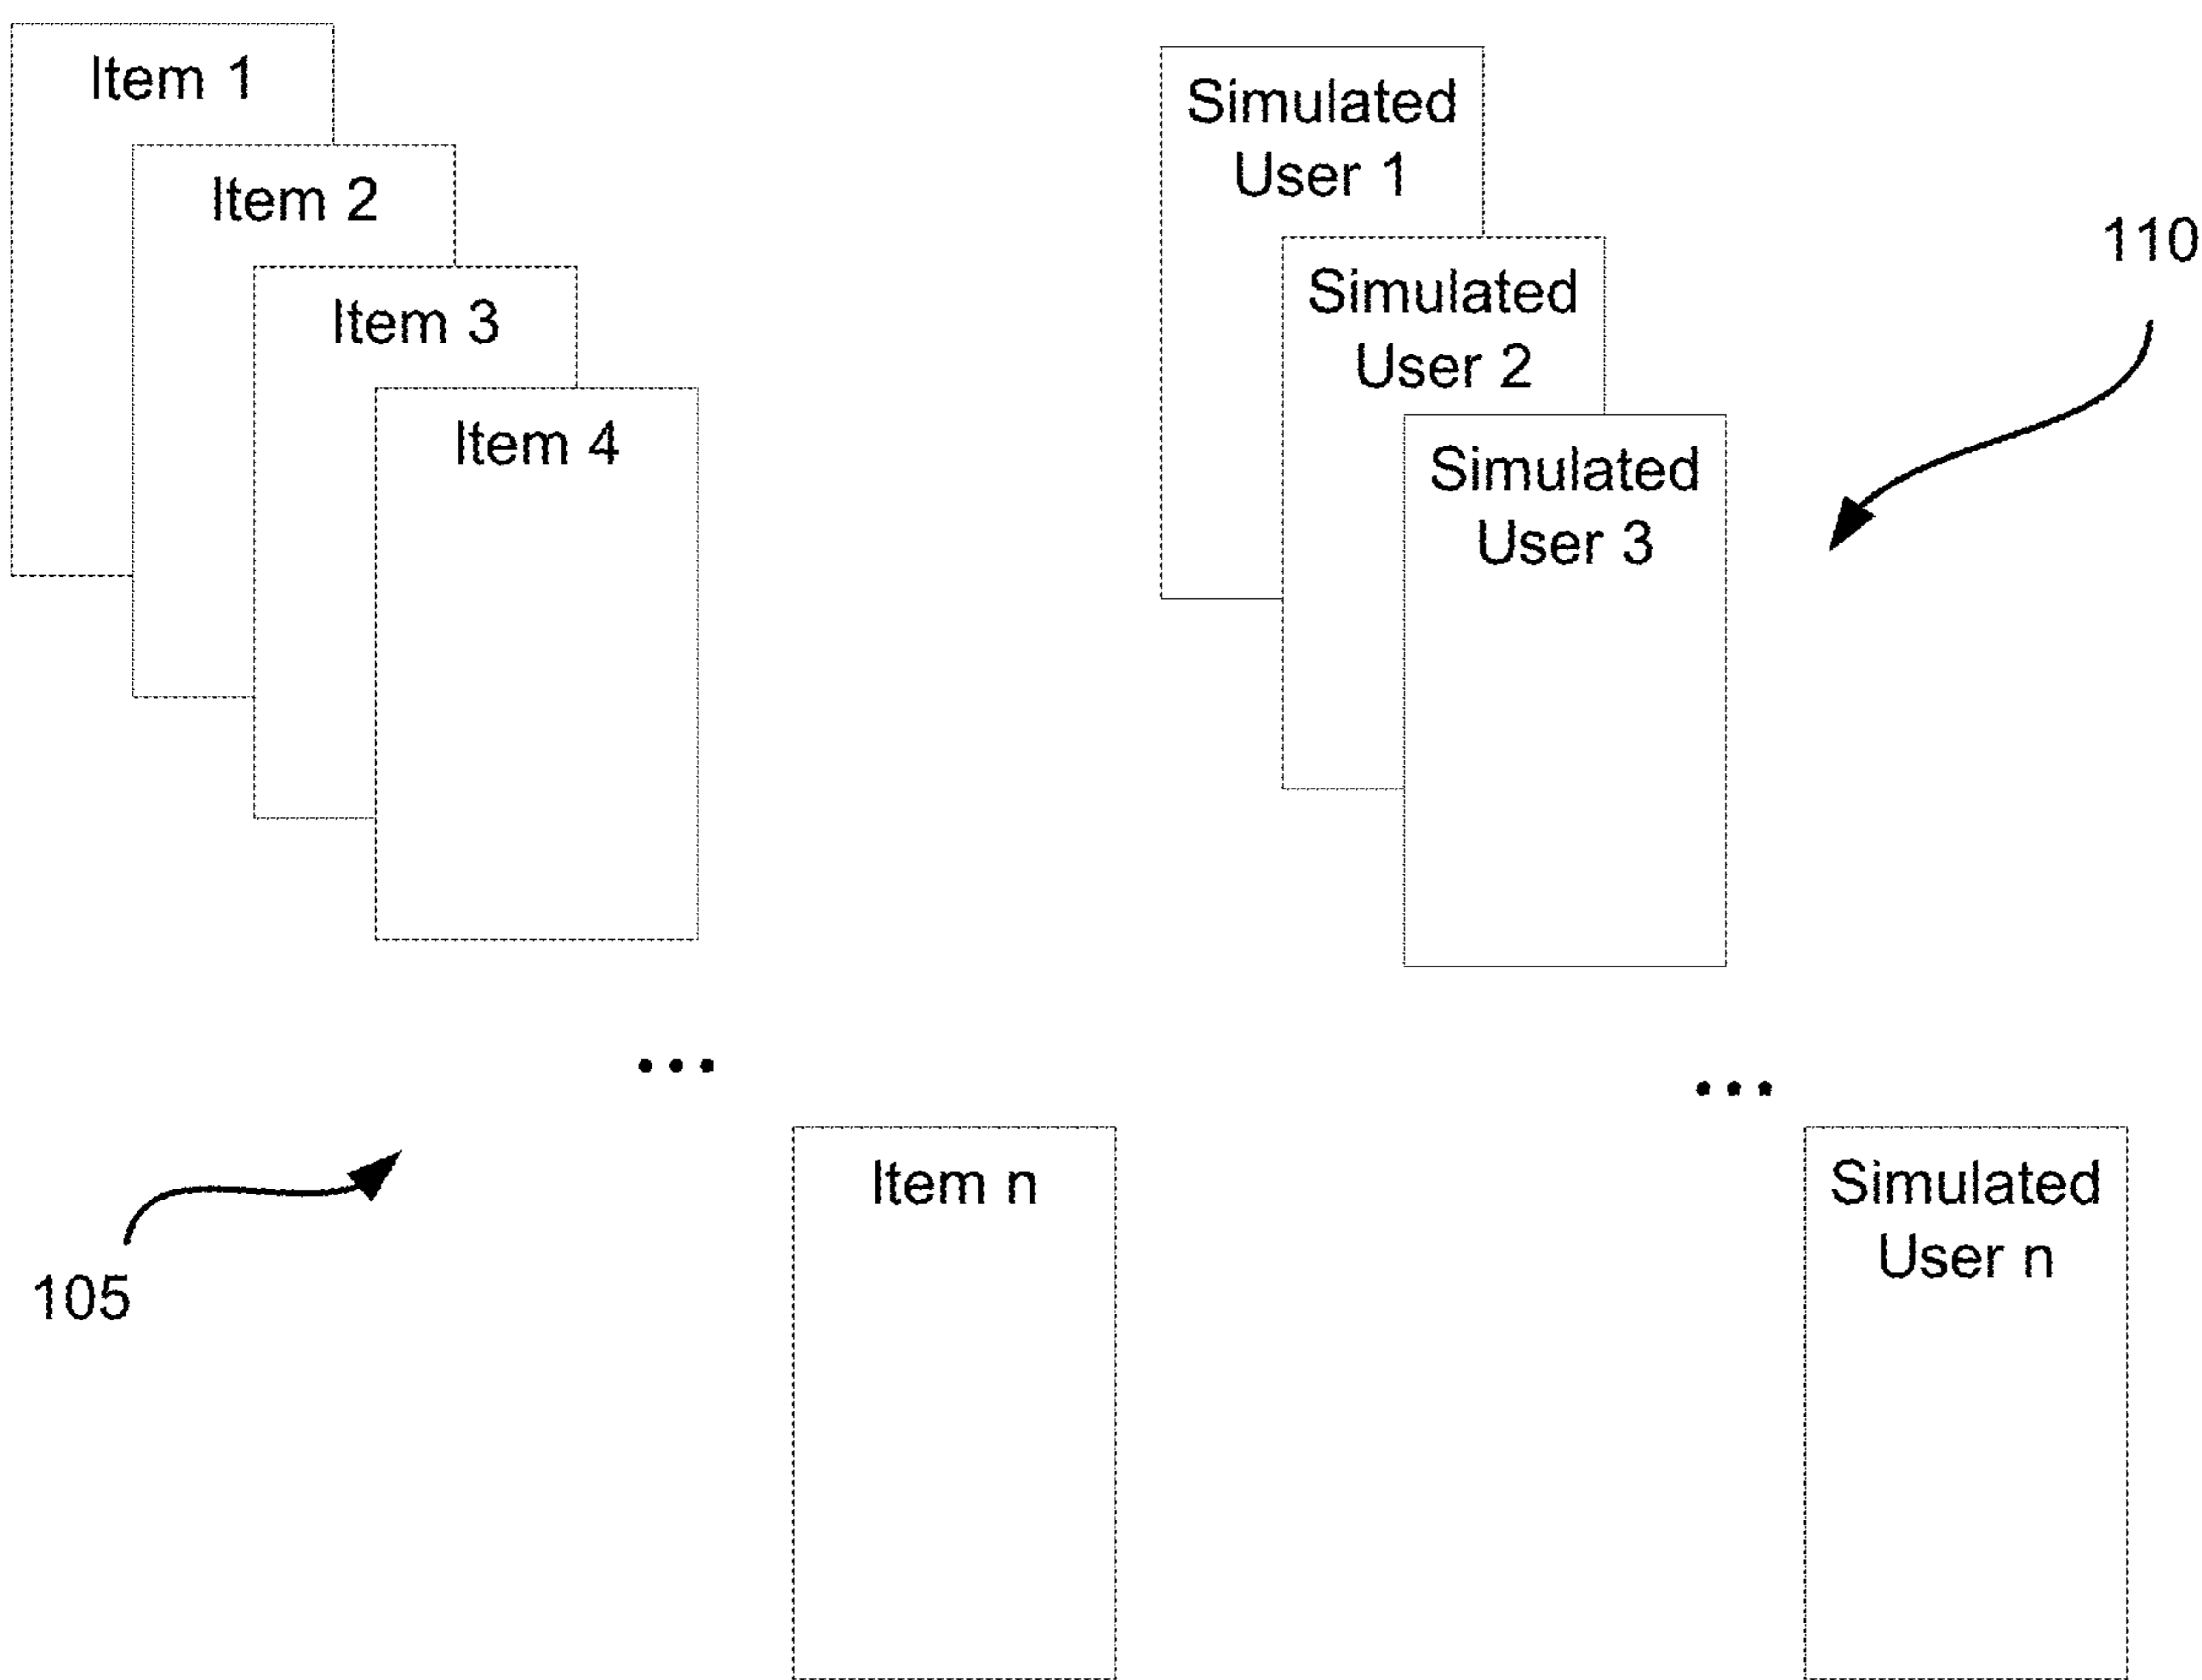 Item 1
Item 2
Item 3
Item 4
...
Item n
105
Simulated
User 1
Simulated
User 2
Simulated
User 3
110
...
Simulated
User n